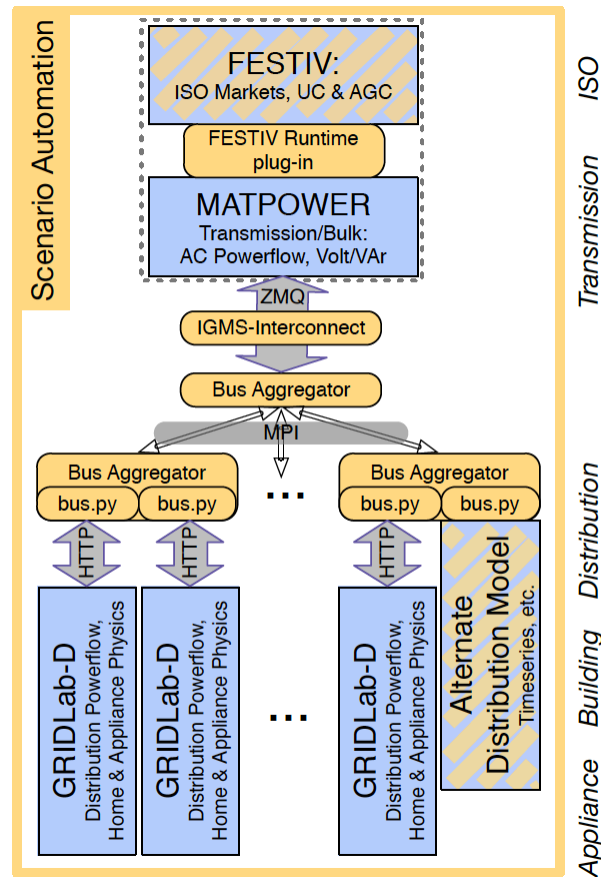 Scenario Automation
FESTIV:
ISO Markets, UC & AGC
FESTIV Runtime
plug-in
MATPOWER
Transmission/Bulk:
AC Powerflow, Volt/VAr
ZMQ
IGMS-Interconnect
Bus Aggregator
MPI
Bus Aggregator
bus.py
bus.py
...
Bus Aggregator
bus.py
bus.py
HTTP
HTTP
HTTP
GRIDLab-D
Distribution Powerflow,
Home & Appliance Physics
GRIDLab-D
Distribution Powerflow,
Home & Appliance Physics
...
GRIDLab-D
Distribution Powerflow,
Home & Appliance Physics
Alternate
Distribution Model
Timeseries, etc.
ISO
Transmission
Distribution
Building
Appliance